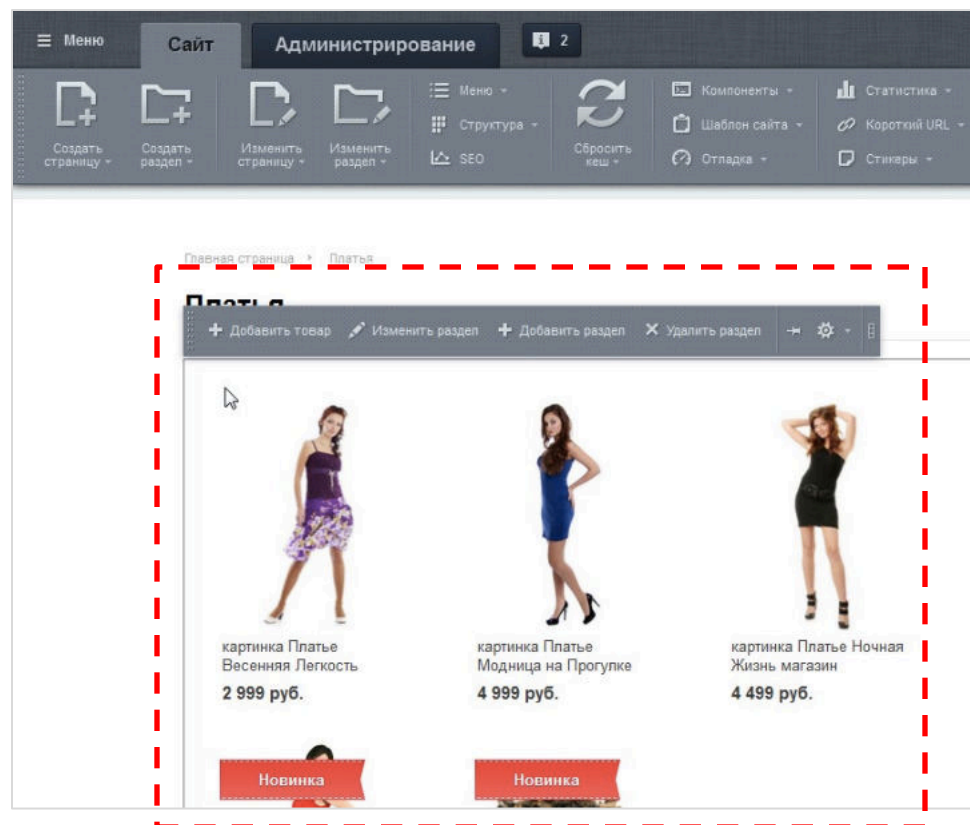 Меню Сайт Администрирование 2
Создать страницу
Создать раздел
Изменить страницу
Изменить раздел
Меню
Структура
SEO
Сбросить кеш
Компоненты
Шаблон сайта
Отладка
Статистика
Короткий URL
Стикеры
Главная страница Платья
Платья
Добавить товар Изменить раздел Добавить раздел Удалить раздел
картинка Платье
Весенняя Легкость
2 999 руб.
картинка Платье
Модница на Прогулке
4 999 руб.
картинка Платье Ночная
Жизнь магазин
4 499 руб.
Новинка
Новинка